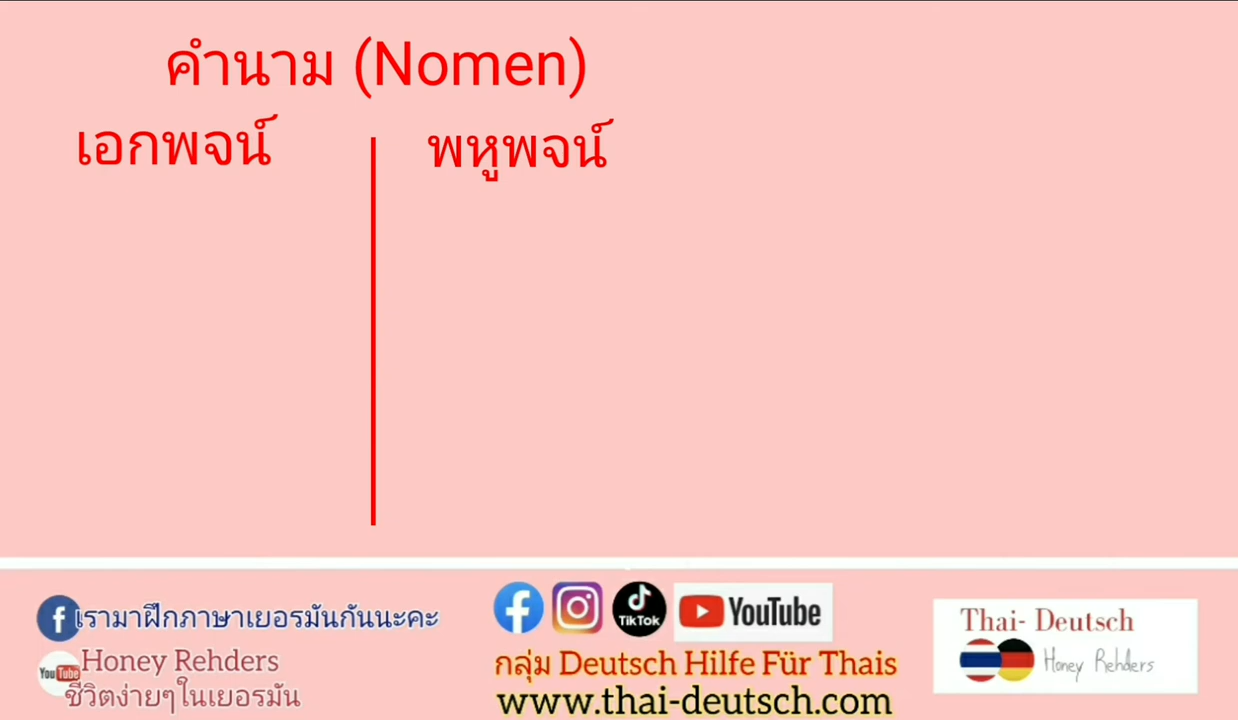 คำนาม (Nomen)
เอกพจน์
พหูพจน์
เรามาฝึกภาษาเยอรมันกันนะคะ
You Tube
Honey Rehders
ชีวิตง่ายๆในเยอรมัน
TikTok
YouTube
กลุ่ม Deutsch Hilfe Für Thais
www.thai-deutsch.com
Thai- Deutsch
Honey Rehders